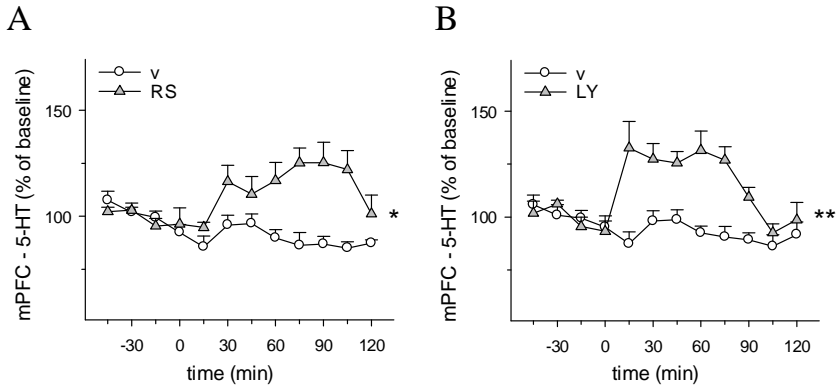 A
mPFC - 5-HT (% of baseline)
v
RS
150
100
*
-30 0 30 60 90 120
time (min)
B
mPFC - 5-HT (% of baseline)
v
LY
150
100
**
-30 0 30 60 90 120
time (min)